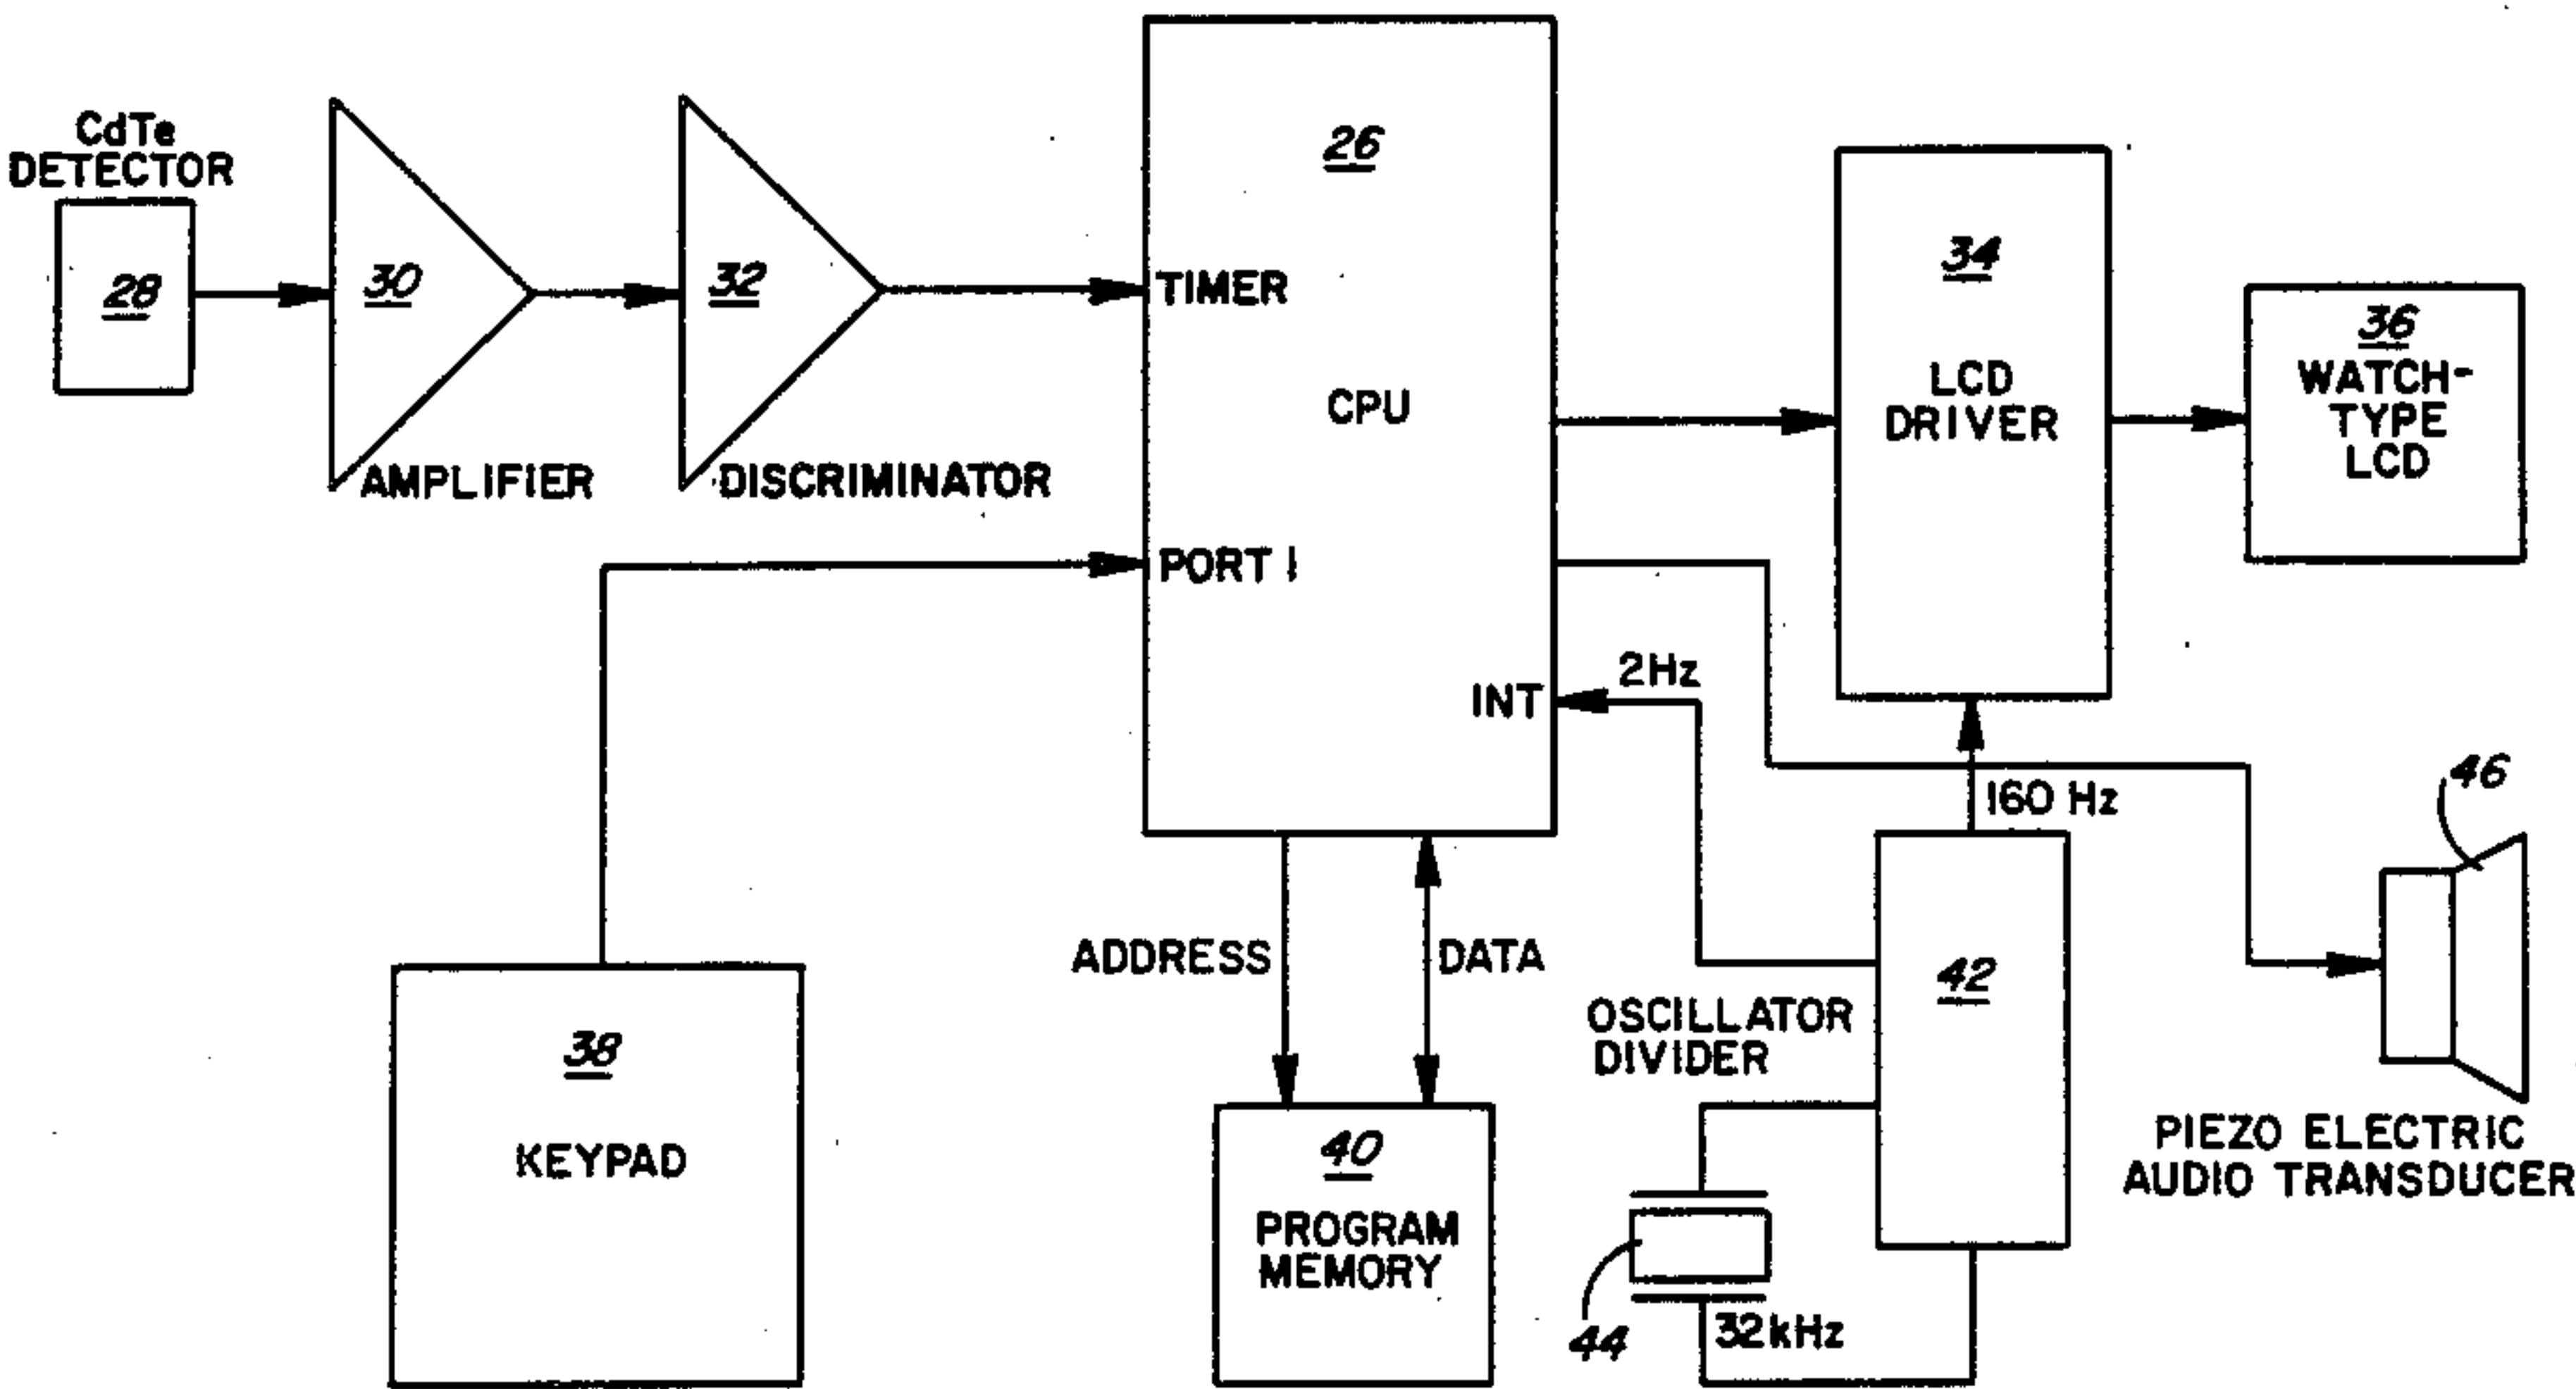 CdTe
DETECTOR
28
30
AMPLIFIER
32
DISCRIMINATOR
26
CPU
TIMER
PORT 1
INT
34
LCD
DRIVER
36
WATCH-
TYPE
LCD
2Hz
160 Hz
46
PIEZO ELECTRIC
AUDIO TRANSDUCER
ADDRESS
DATA
42
OSCILLATOR
DIVIDER
38
KEYPAD
40
PROGRAM
MEMORY
44
32kHz